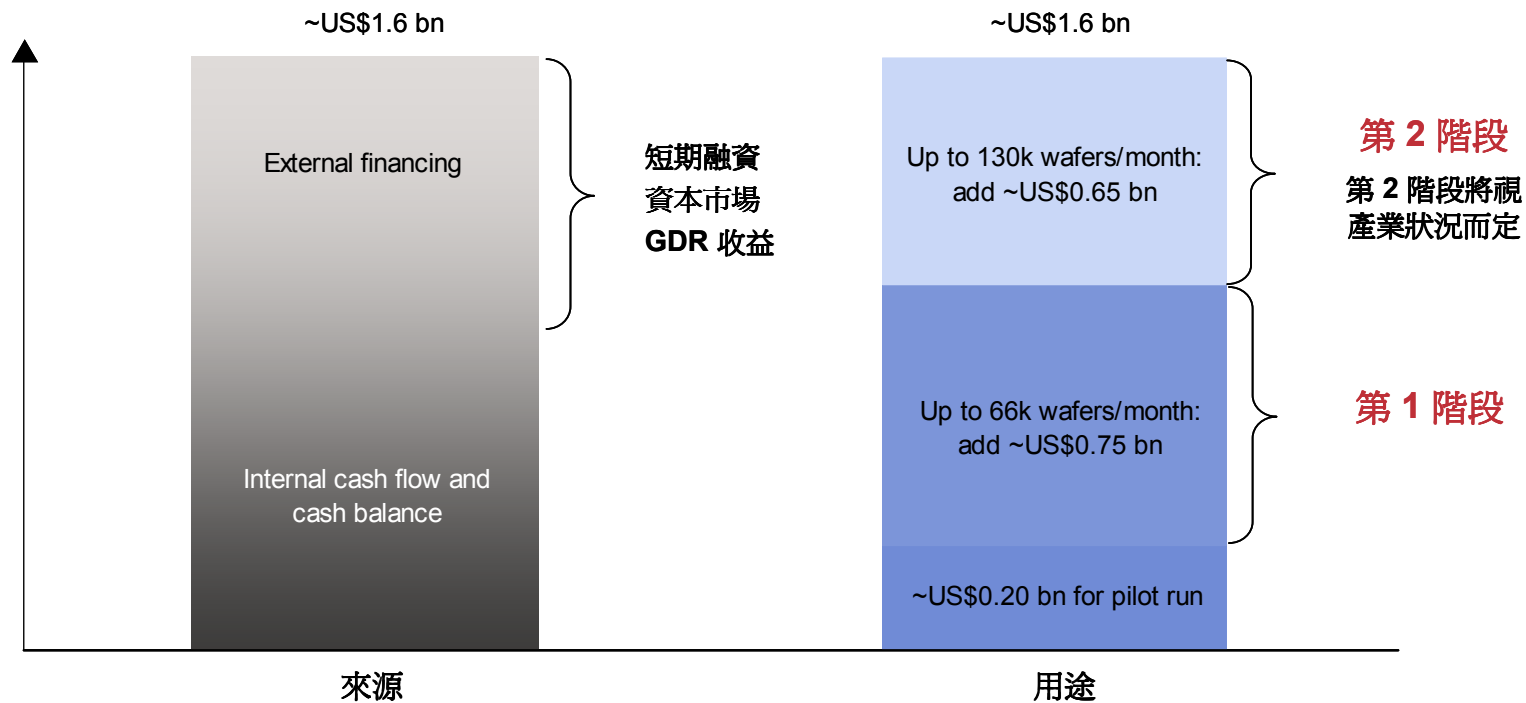 ~US$1.6 bn
External financing
Internal cash flow and
cash balance
短期融資
資本市場
GDR 收益
來源
~US$1.6 bn
Up to 130k wafers/month:
add ~US$0.65 bn
Up to 66k wafers/month:
add ~US$0.75 bn
~US$0.20 bn for pilot run
用途
第 2 階段
第 2 階段將視
產業狀況而定
第 1 階段